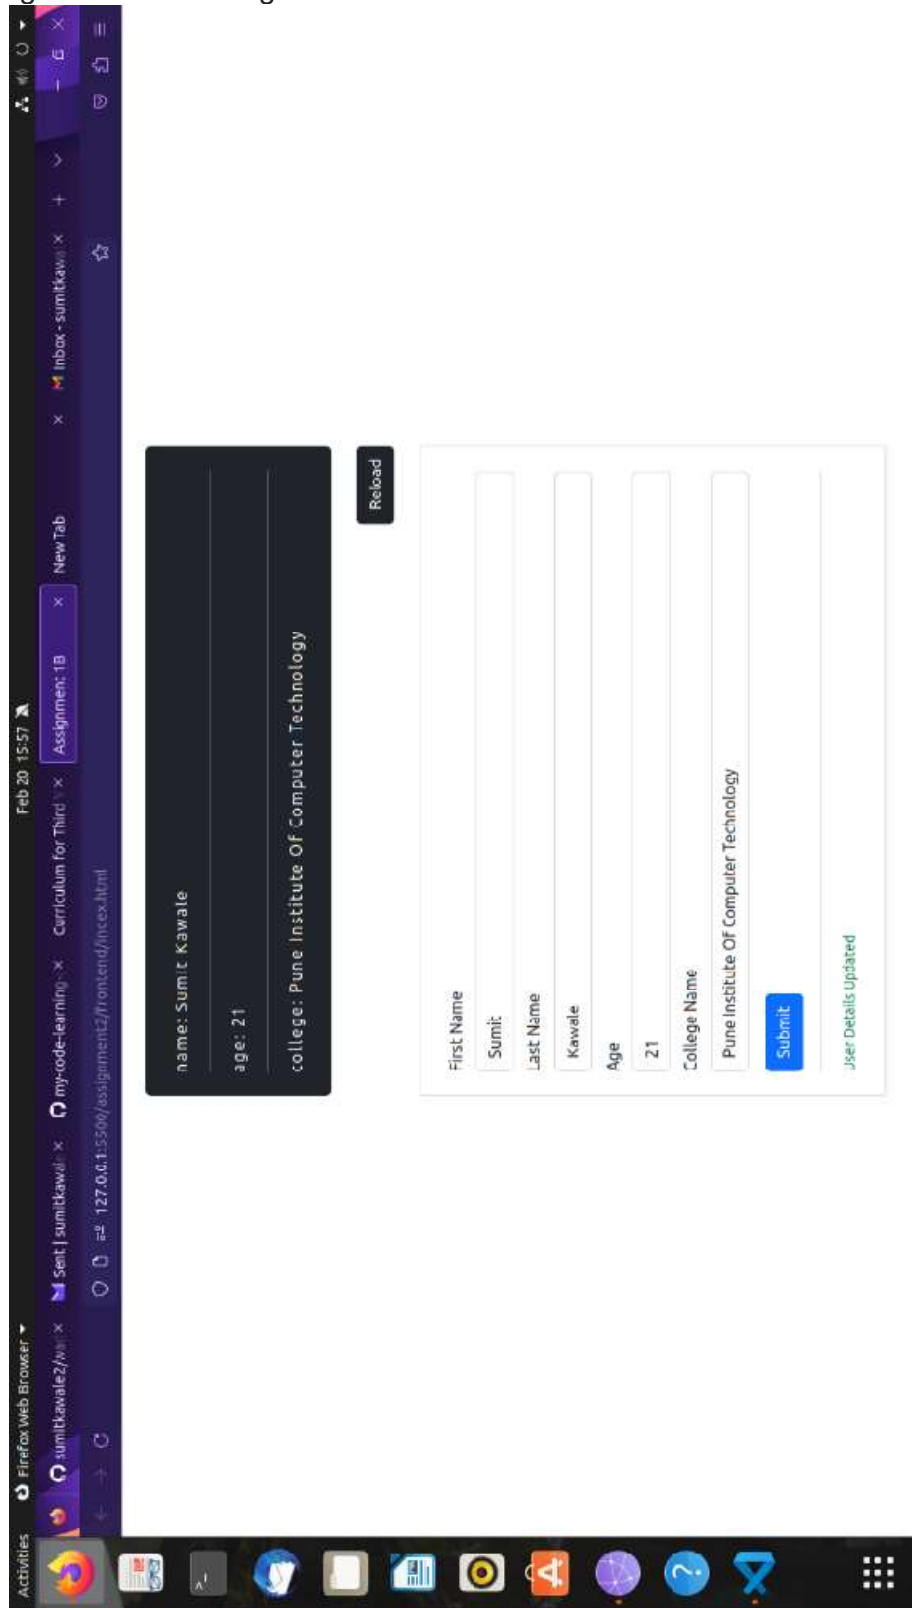 Activities Firefox Web Browser Feb 20 15:57
sumitkawale2/ Sent | sumitkawal my-code-learning Curriculum for Third Assignment 1B New Tab Inbox - sumitkawa
127.0.0.1:5500/assignment2/frontend/index.html
name: Sumit Kawale
age: 21
college: Pune Institute Of Computer Technology
Reload
First Name
Sumit
Last Name
Kawale
Age
21
College Name
Pune Institute Of Computer Technology
Submit
User Details Updated